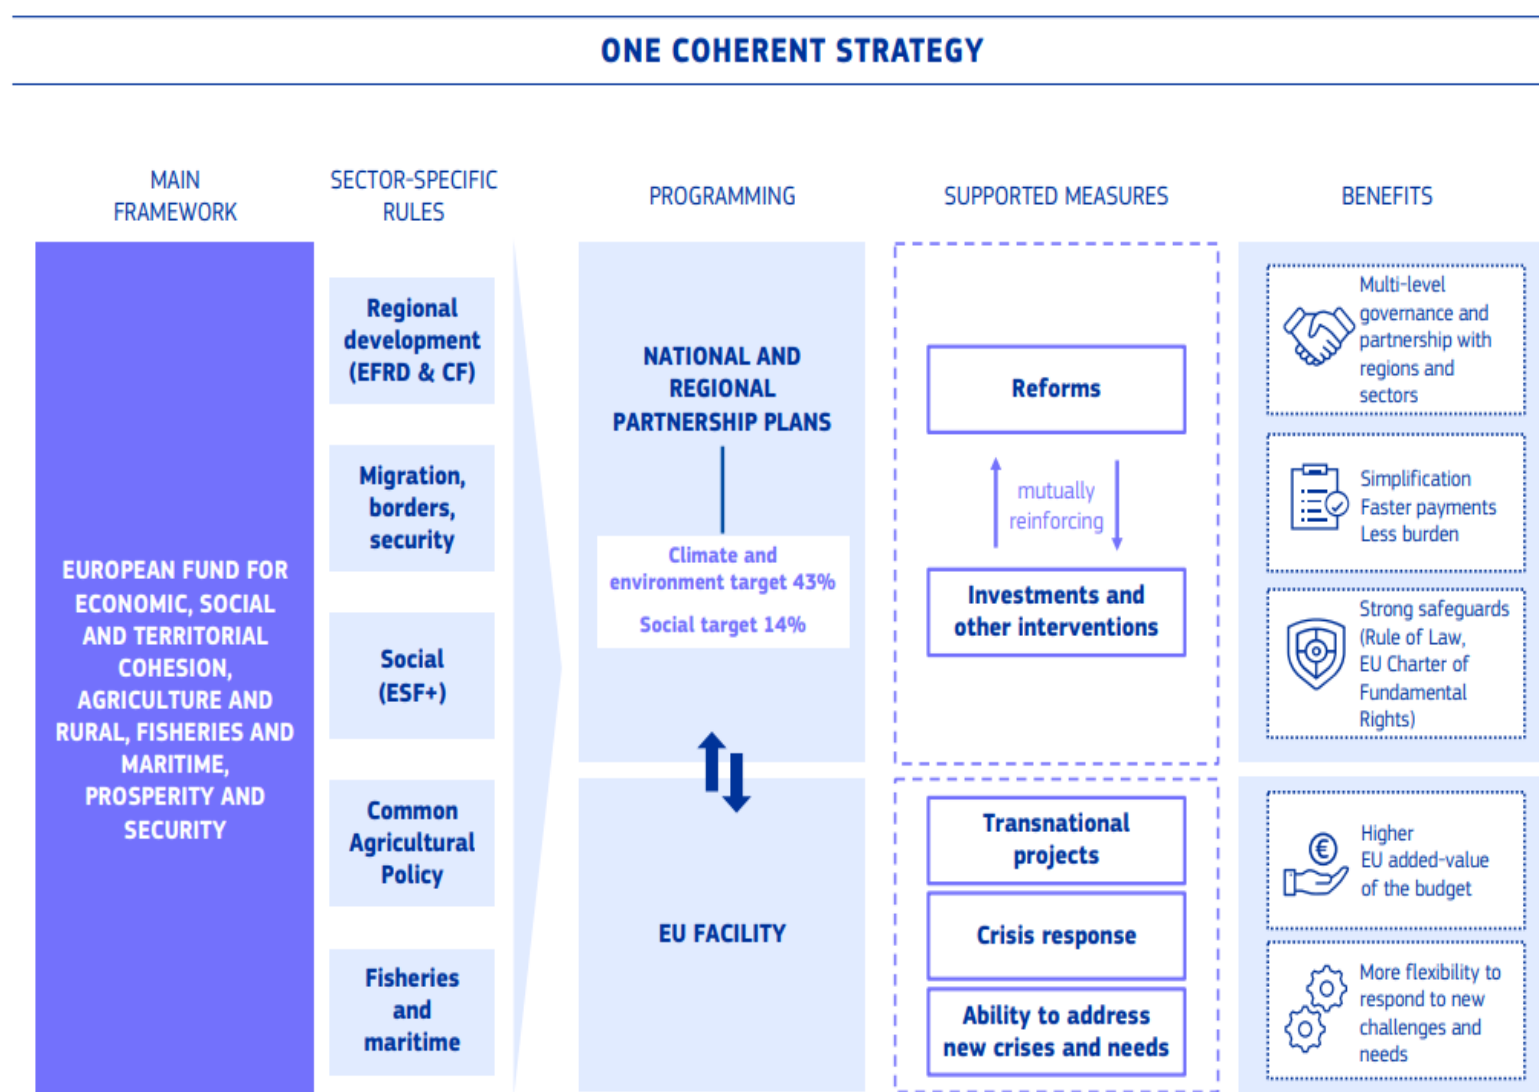 ONE COHERENT STRATEGY
MAIN
FRAMEWORK
SECTOR-SPECIFIC
RULES
PROGRAMMING
SUPPORTED MEASURES
BENEFITS
EUROPEAN FUND FOR
ECONOMIC, SOCIAL
AND TERRITORIAL
COHESION,
AGRICULTURE AND
RURAL, FISHERIES AND
MARITIME,
PROSPERITY AND
SECURITY
Regional
development
(EFRD & CF)
Migration,
borders,
security
Social
(ESF+)
Common
Agricultural
Policy
Fisheries
and
maritime
NATIONAL AND
REGIONAL
PARTNERSHIP PLANS
Climate and
environment target 43%
Social target 14%
EU FACILITY
Reforms
mutually
reinforcing
Investments and
other interventions
Transnational
projects
Crisis response
Ability to address
new crises and needs
Multi-level
governance and
partnership with
regions and
sectors
Simplification
Faster payments
Less burden
Strong safeguards
(Rule of Law,
EU Charter of
Fundamental
Rights)
Higher
EU added-value
of the budget
More flexibility to
respond to new
challenges and
needs